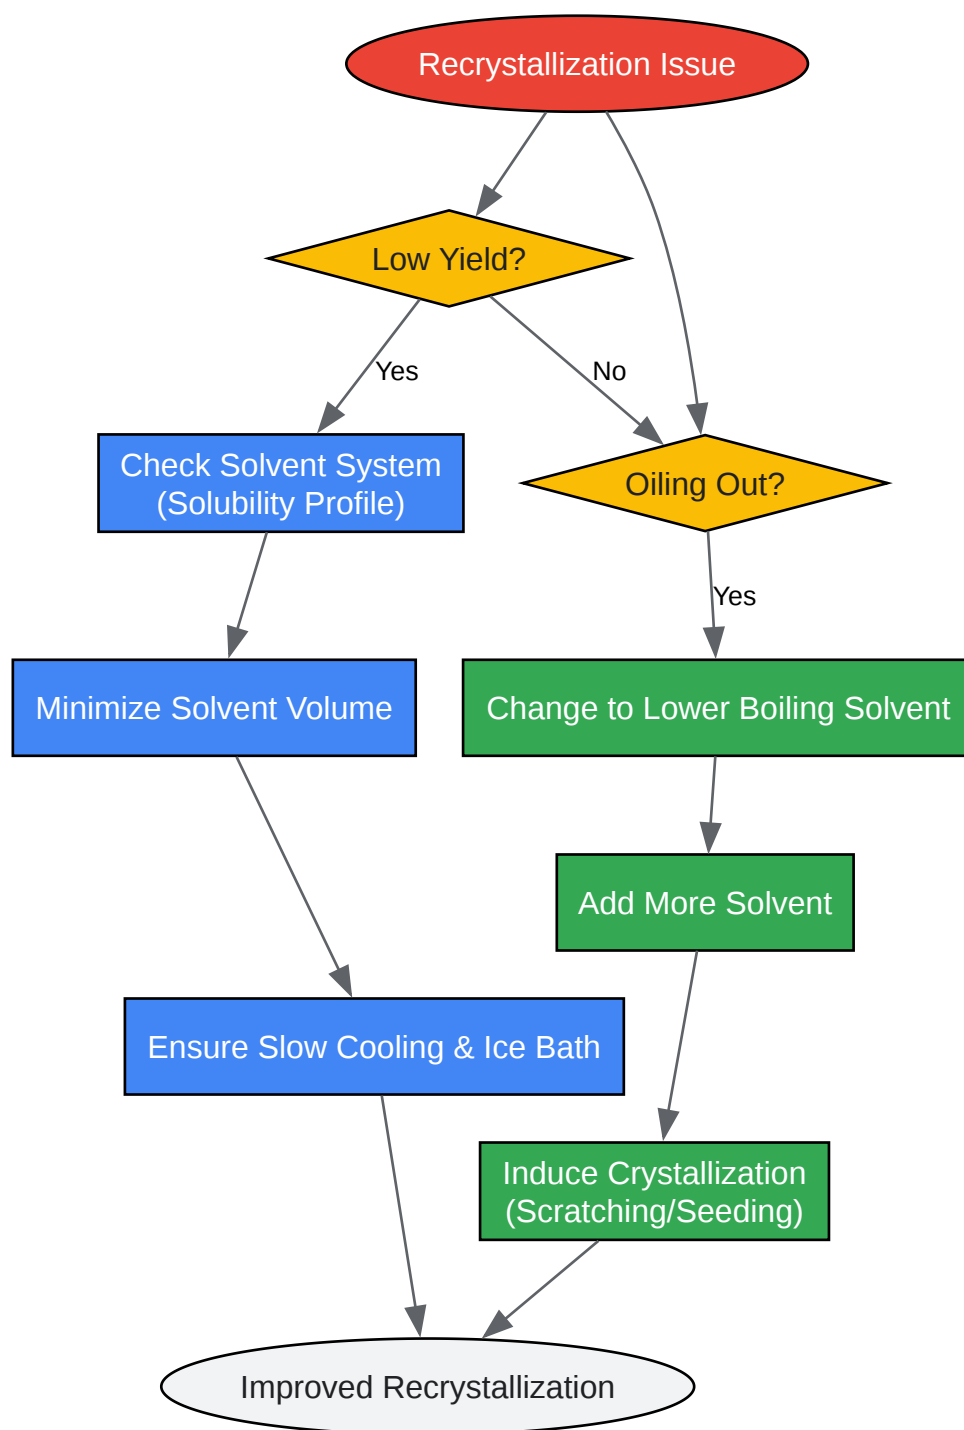 Recrystallization Issue
Low Yield?
Yes
No
Check Solvent System
(Solubility Profile)
Oiling Out?
Yes
Minimize Solvent Volume
Change to Lower Boiling Solvent
Add More Solvent
Ensure Slow Cooling & Ice Bath
Induce Crystallization
(Scratching/Seeding)
Improved Recrystallization